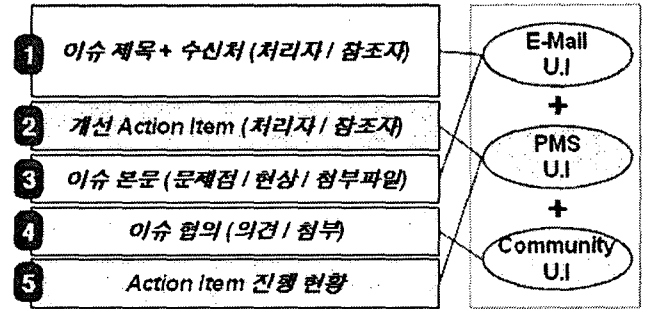 1 이슈 제목 + 수신처 (처리자 / 참조자)
2 개선 Action Item (처리자 / 참조자)
3 이슈 본문 (문제점 / 현상 / 첨부파일)
4 이슈 협의 (의견 / 첨부)
5 Action Item 진행 현황
E-Mail
U.I
+
PMS
U.I
+
Community
U.I